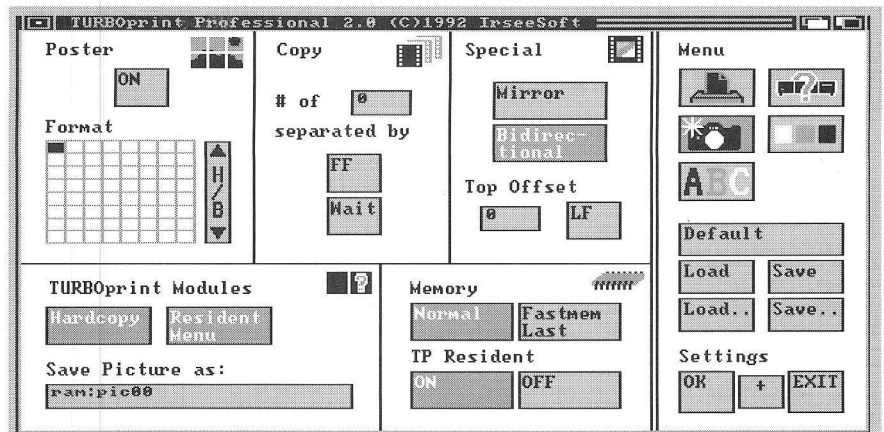 TURBOprint Professional 2.0 (C)1992 IrseeSoft
Poster
ON
Format
H
/
B
Copy
# of 0
separated by
FF
Wait
Special
Mirror
Bidirec-
tional
Top Offset
0 LF
Menu
?
ABC
Default
Load Save
Load.. Save..
Settings
OK + EXIT
TURBOprint Modules
?
Hardcopy Resident
Menu
Save Picture as:
ram:pic00
Memory
Normal Fastmem
Last
TP Resident
ON OFF